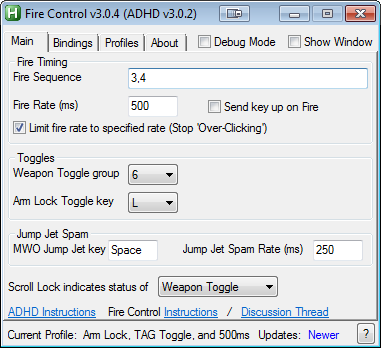 Fire Control v3.0.4 (ADHD v3.0.2)
Main Bindings Profiles About Debug Mode Show Window
Fire Timing
Fire Sequence 3,4
Fire Rate (ms) 500 Send key up on Fire
Limit fire rate to specified rate (Stop 'Over-Clicking')
Toggles
Weapon Toggle group 6
Arm Lock Toggle key L
Jump Jet Spam
MWO Jump Jet key Space Jump Jet Spam Rate (ms) 250
Scroll Lock indicates status of Weapon Toggle
ADHD Instructions Fire Control Instructions / Discussion Thread
Current Profile: Arm Lock, TAG Toggle, and 500ms Updates: Newer ?